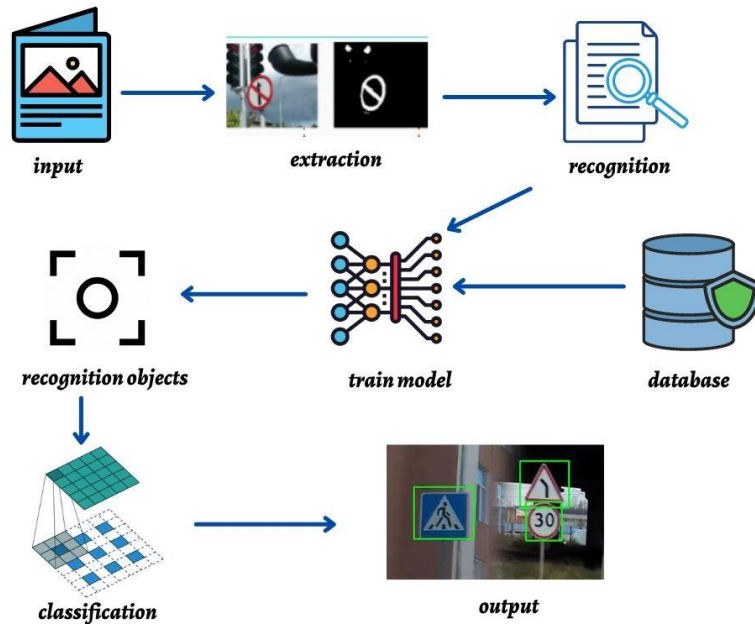 input
extraction
recognition
recognition objects
train model
database
classification
output
30